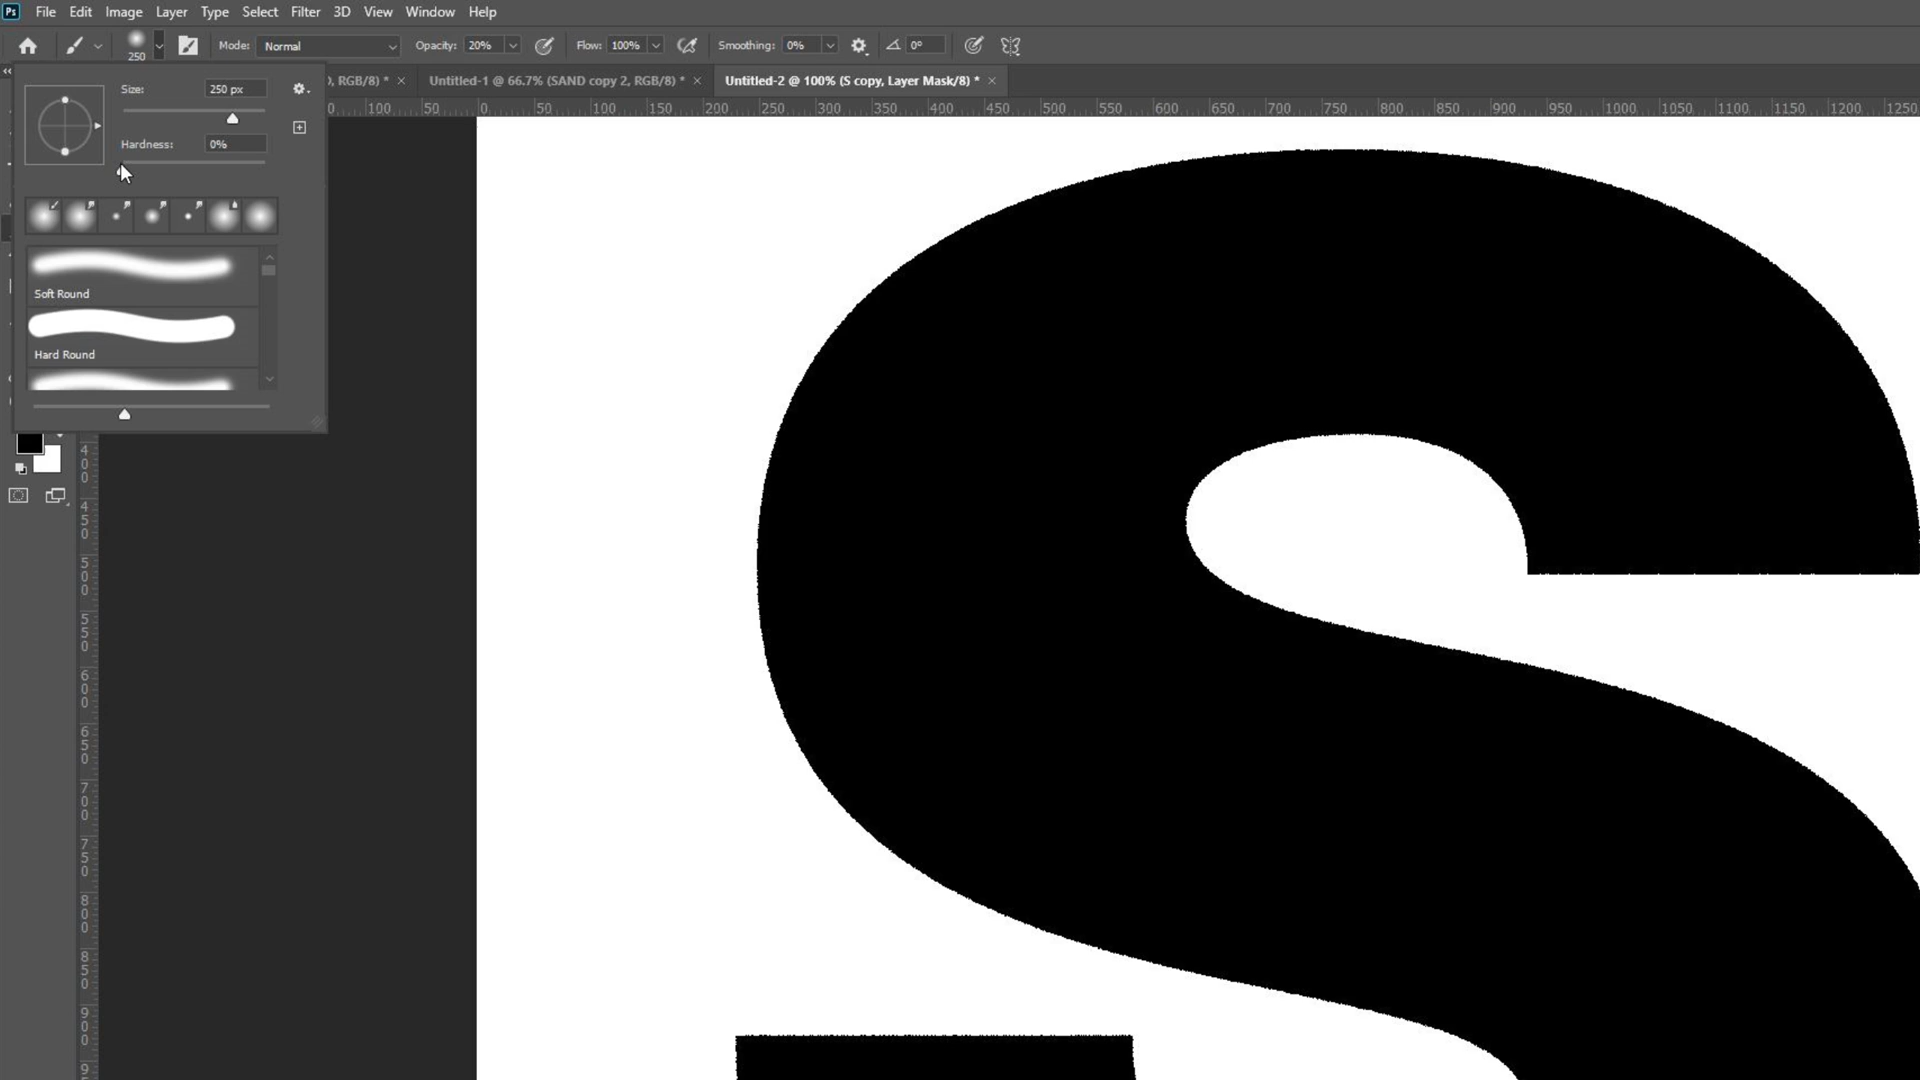 Ps File Edit Image Layer Type Select Filter 3D View Window Help
250 Mode: Normal Opacity: 20% Flow: 100% Smoothing: 0% 0°
, RGB/8) * × Untitled-1 @ 66.7% (SAND copy 2, RGB/8) * × Untitled-2 @ 100% (S copy, Layer Mask/8) * ×
0 100 50 0 50 100 150 200 250 300 350 400 450 500 550 600 650 700 750 800 850 900 950 1000 1050 1100 1150 1200 1250
Size: 250 px
Hardness: 0%
Soft Round
Hard Round
400
450
500
550
600
650
700
750
800
850
900
9
S